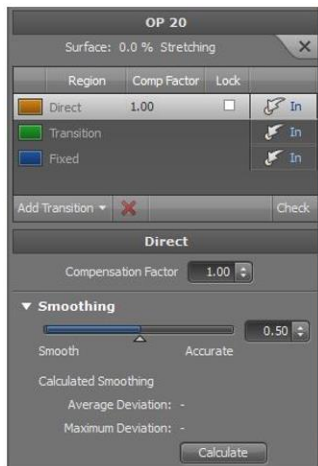 OP 20
Surface: 0.0 % Stretching
Region Comp Factor Lock
Direct 1.00 In
Transition In
Fixed In
Add Transition Check
Direct
Compensation Factor 1.00
Smoothing
0.50
Smooth Accurate
Calculated Smoothing
Average Deviation: -
Maximum Deviation: -
Calculate